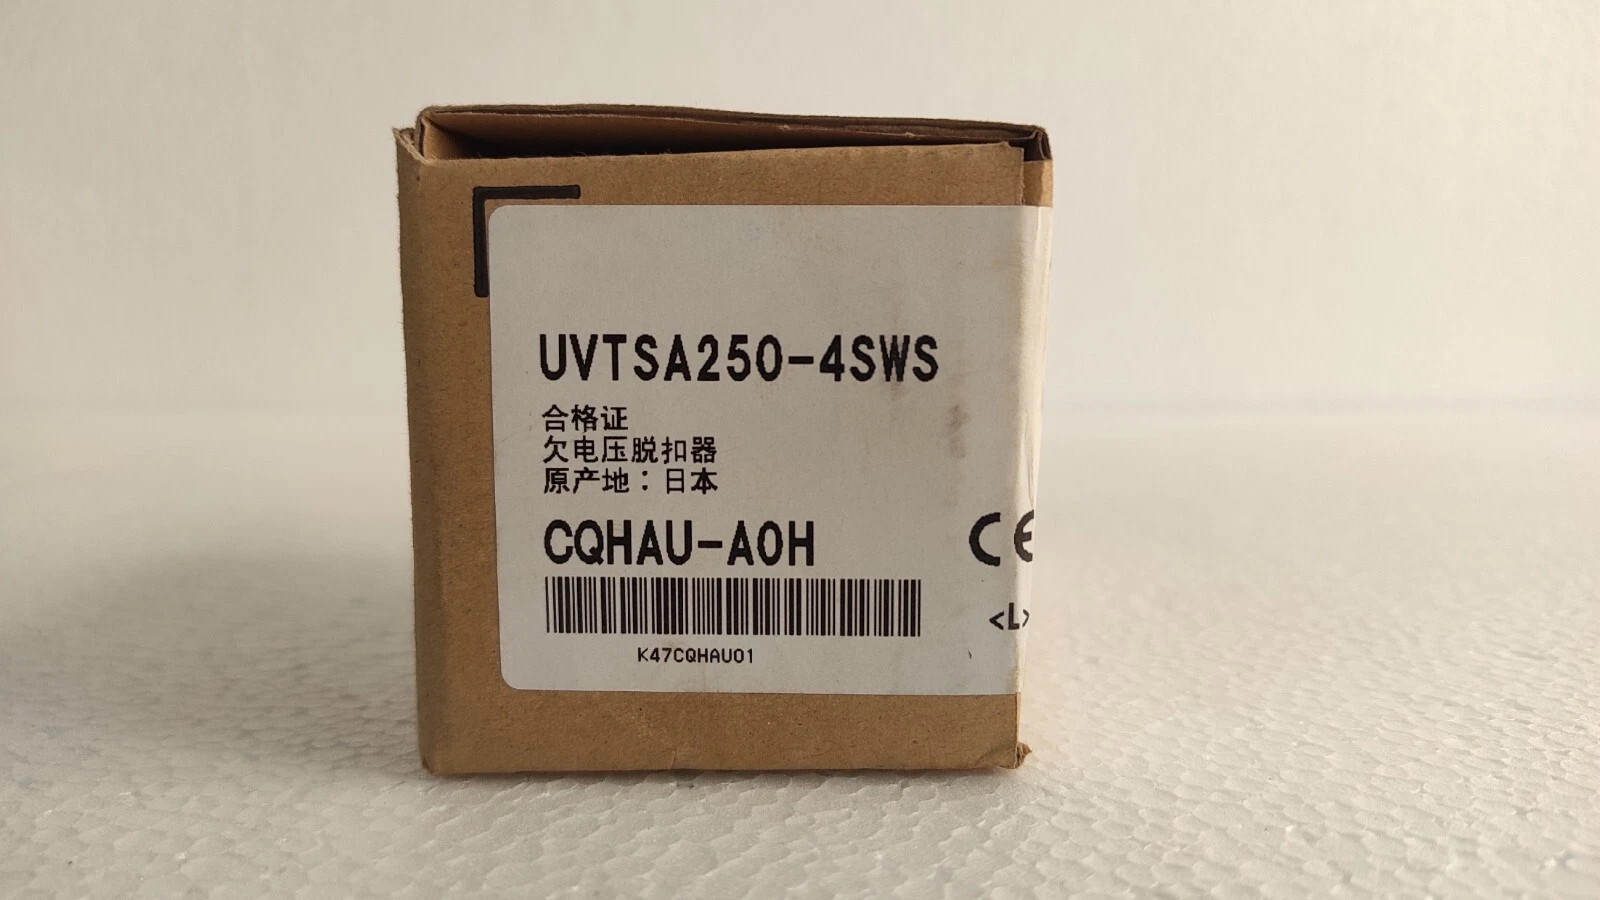 UVTSA250-4SWS
合格证
欠电压脱扣器
原产地：日本
CQHAU-A0H
CE
<L>
K47CQHAU01